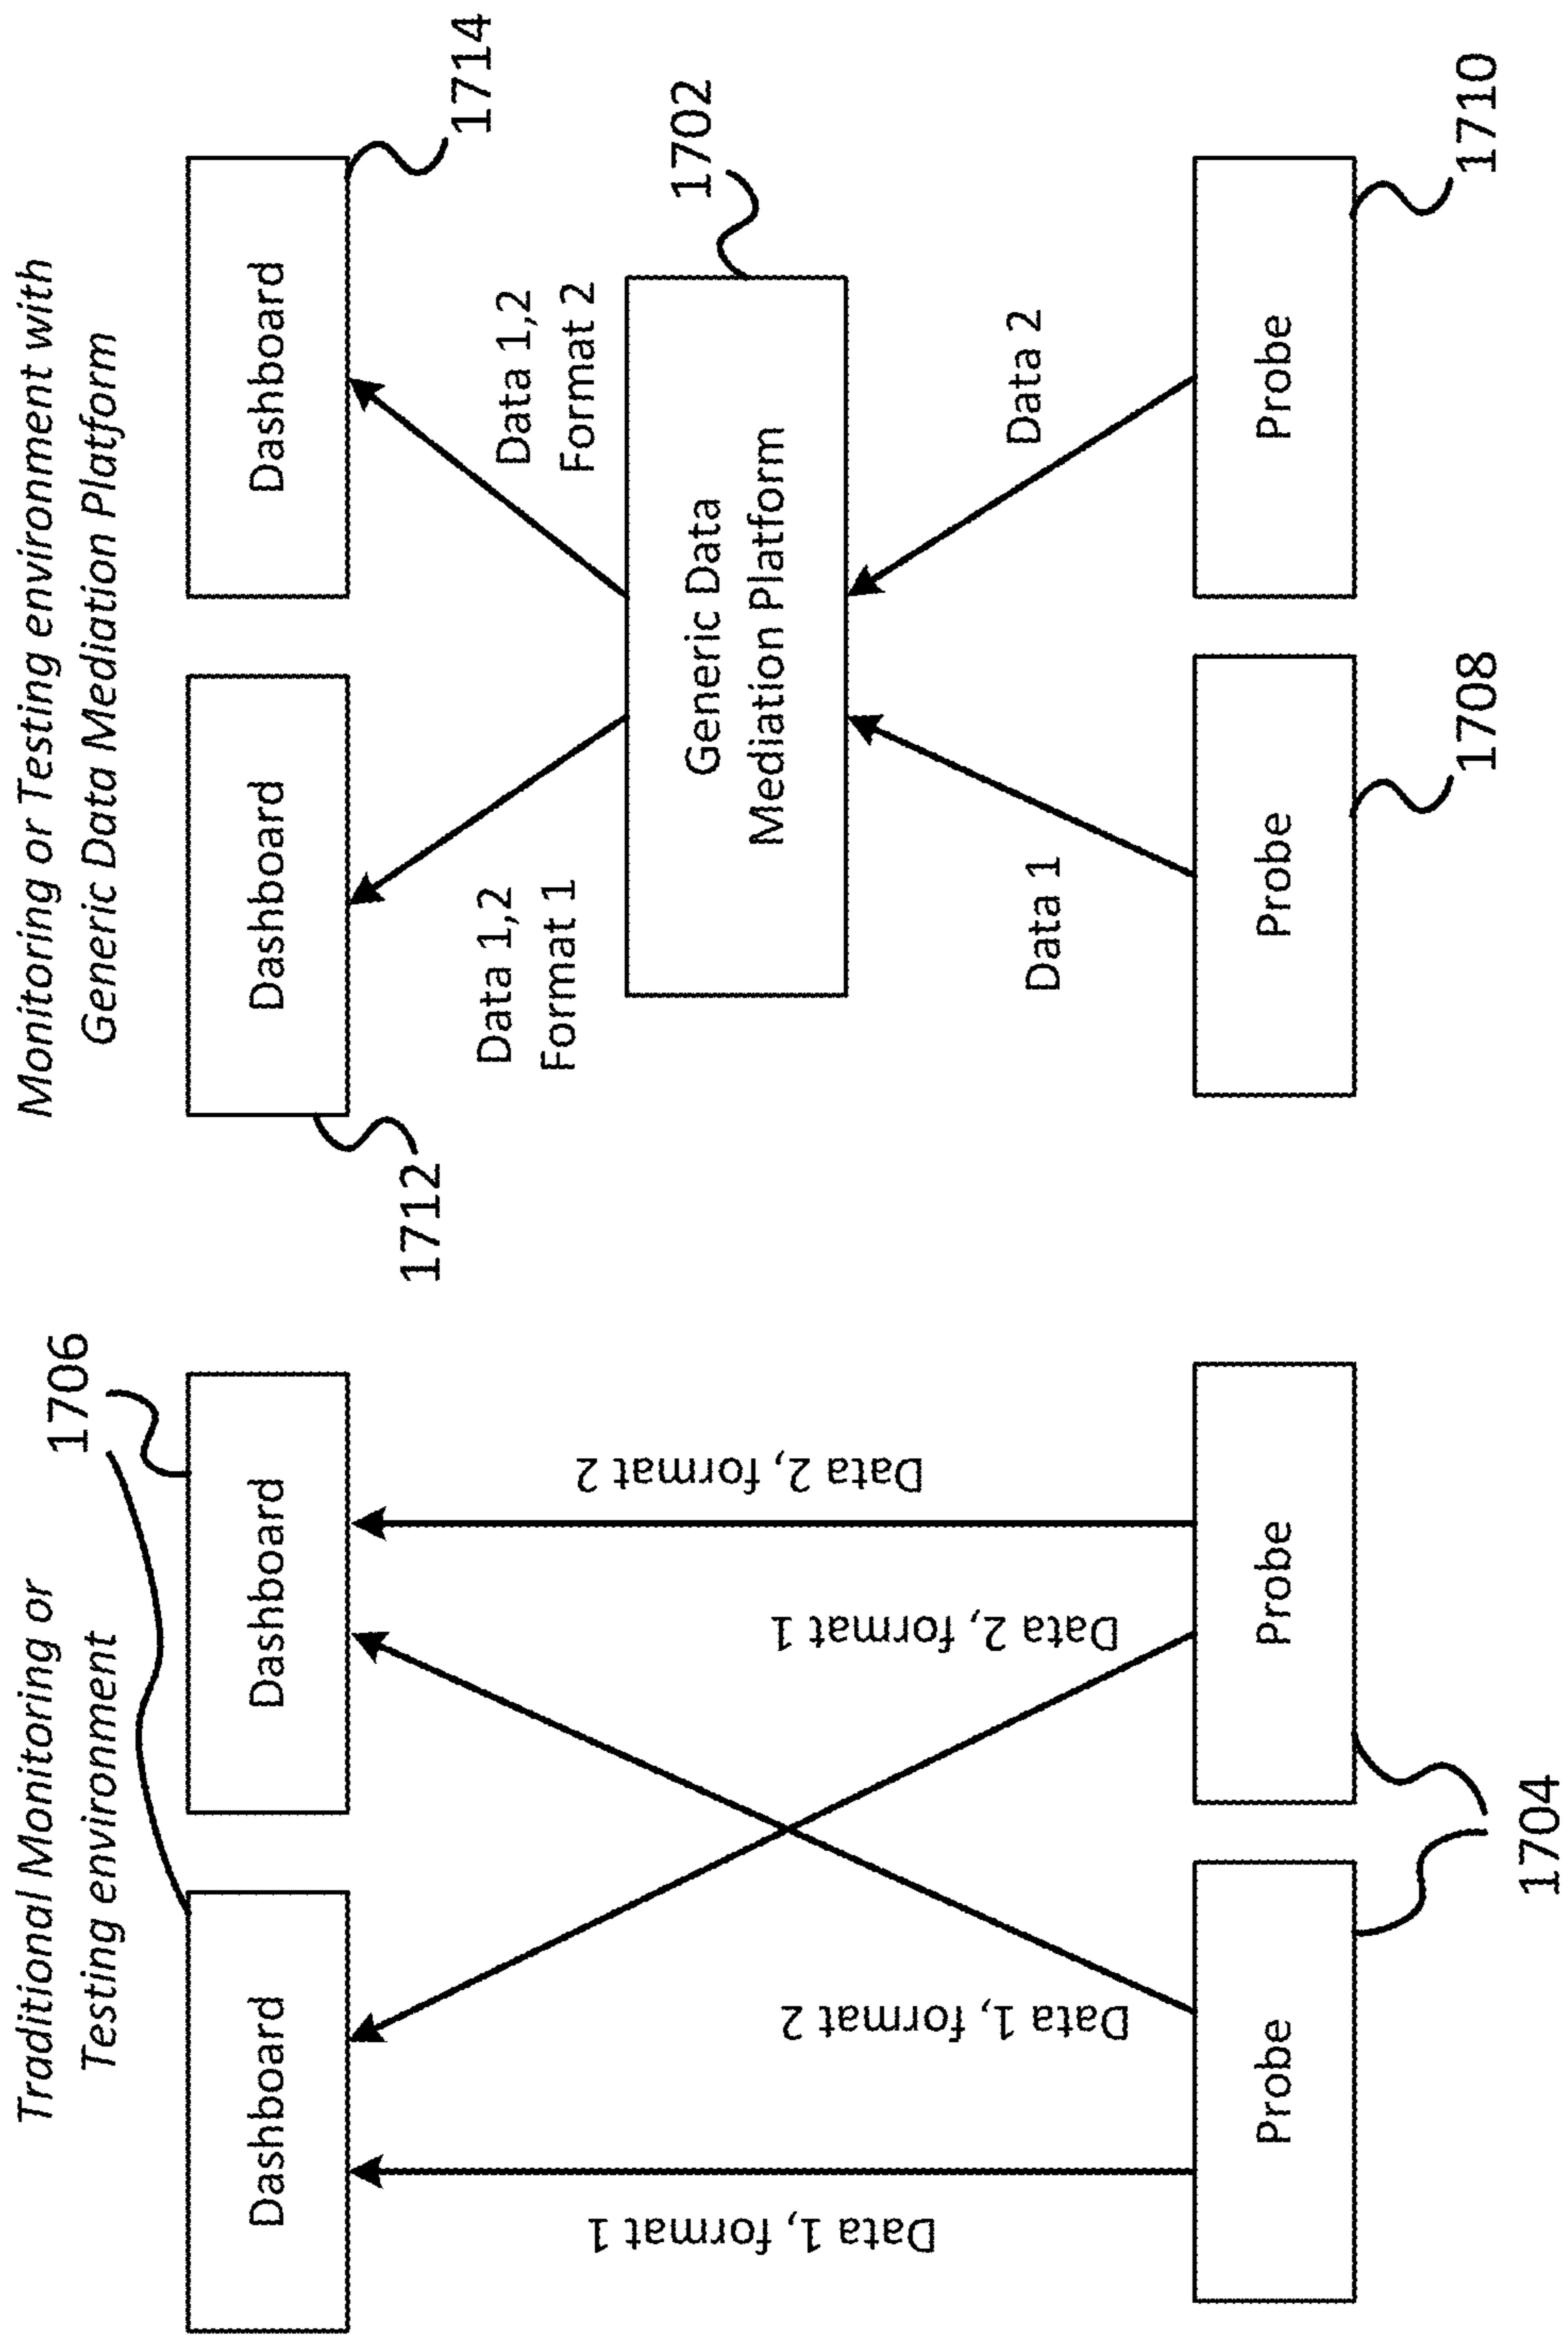 Traditional Monitoring or
Testing environment
1706
Dashboard
Dashboard
Data 1, format 1
Data 1, format 2
Data 2, format 1
Data 2, format 2
Probe
Probe
1704
Monitoring or Testing environment with
Generic Data Mediation Platform
Dashboard
Dashboard
1712
1714
Data 1,2
Format 1
Data 1,2
Format 2
1702
Generic Data
Mediation Platform
Data 1
Data 2
Probe
Probe
1708
1710